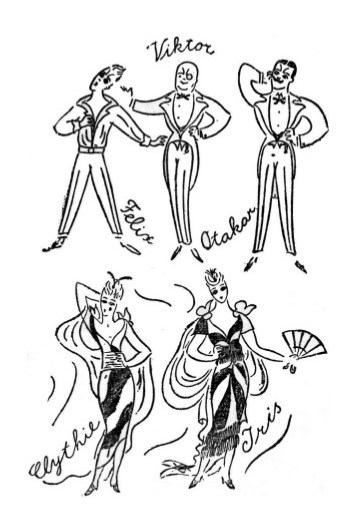 Viktor
Felix
Otakar
Clythie
Iris